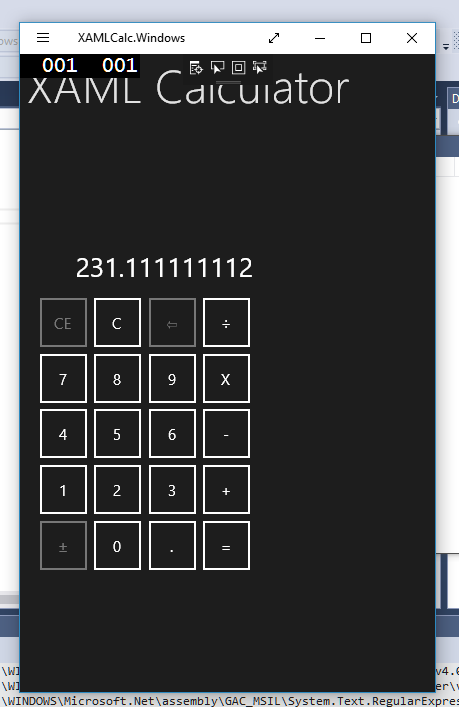 XAMLCalc.Windows
001 001
XAML Calculator
231.111111112
CE C ⇦ ÷
7 8 9 X
4 5 6 -
1 2 3 +
± 0 . =
\WINDOWS\Microsoft.Net\assembly\GAC_MSIL\System.Text.RegularExpres